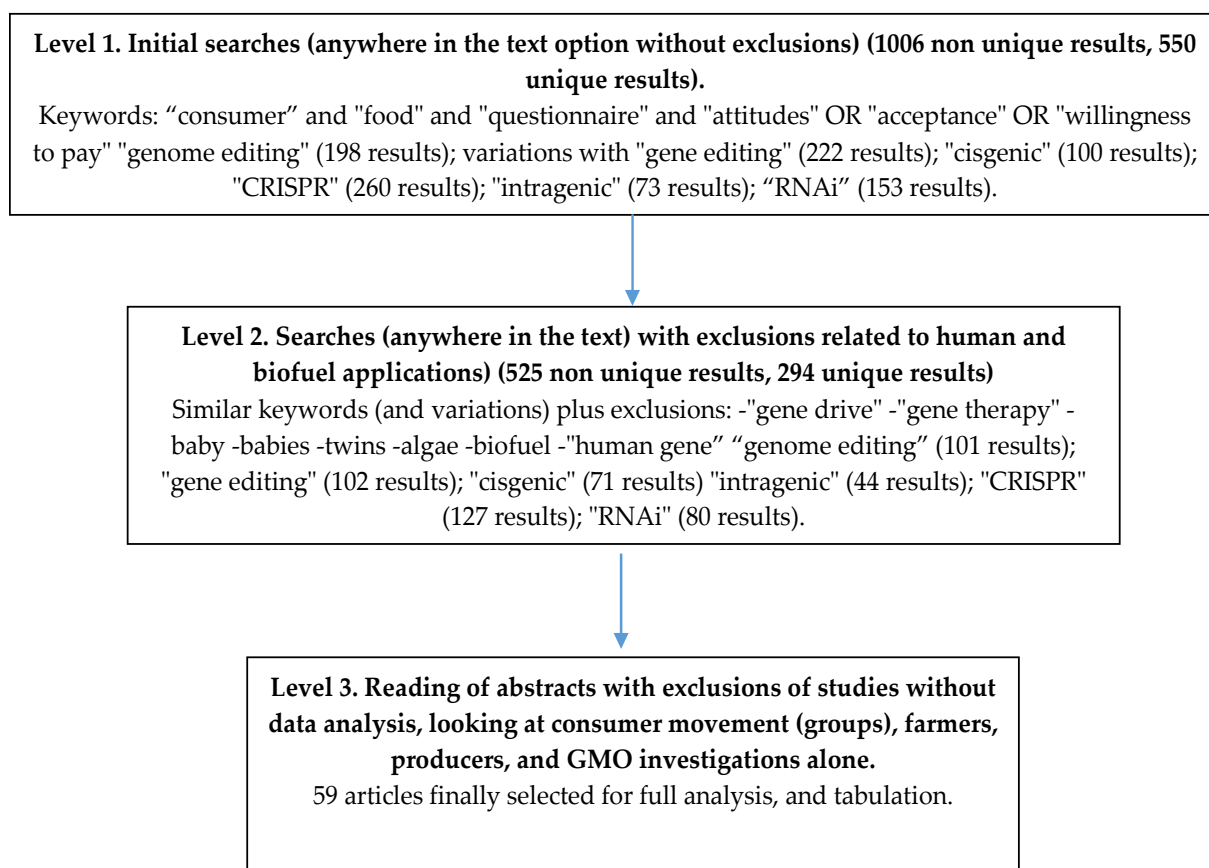 Level 1. Initial searches (anywhere in the text option without exclusions) (1006 non unique results, 550
unique results).
Keywords: “consumer” and "food" and "questionnaire" and "attitudes" OR "acceptance" OR "willingness
to pay" "genome editing" (198 results); variations with "gene editing" (222 results); "cisgenic" (100 results);
"CRISPR" (260 results); "intragenic" (73 results); “RNAi” (153 results).
Level 2. Searches (anywhere in the text) with exclusions related to human and
biofuel applications) (525 non unique results, 294 unique results)
Similar keywords (and variations) plus exclusions: -"gene drive" -"gene therapy" -
baby -babies -twins -algae -biofuel -"human gene” “genome editing” (101 results);
"gene editing" (102 results); "cisgenic" (71 results) "intragenic" (44 results); "CRISPR"
(127 results); "RNAi" (80 results).
Level 3. Reading of abstracts with exclusions of studies without
data analysis, looking at consumer movement (groups), farmers,
producers, and GMO investigations alone.
59 articles finally selected for full analysis, and tabulation.